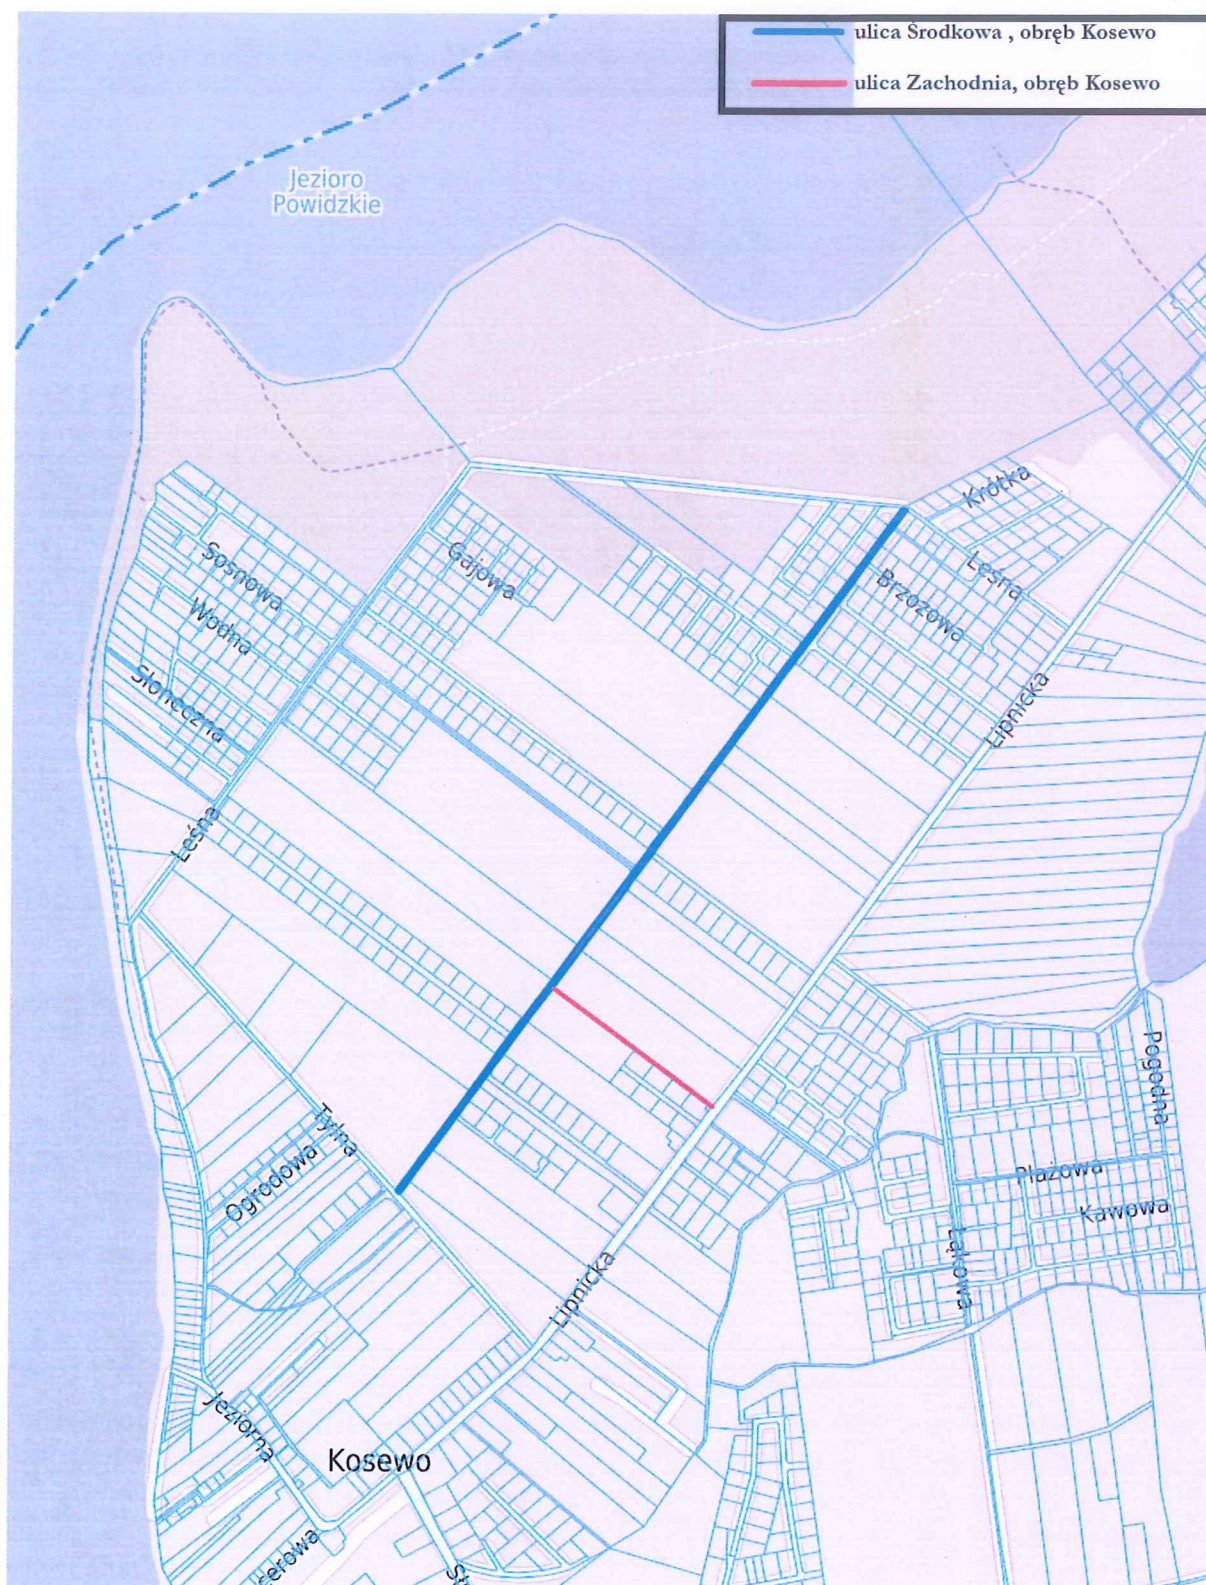 ulica Środkowa , obręb Kosewo
ulica Zachodnia, obręb Kosewo
Jezioro
Powidzkie
Krótka
Sosnowa
Gajowa
Leśna
Brzozowa
Wodna
Słoneczna
Lipnicka
Leśna
Pogodna
Tylna
Ogrodowa
Plażowa
Kawowa
Łąkowa
Lipnicka
Jeziorna
Kosewo